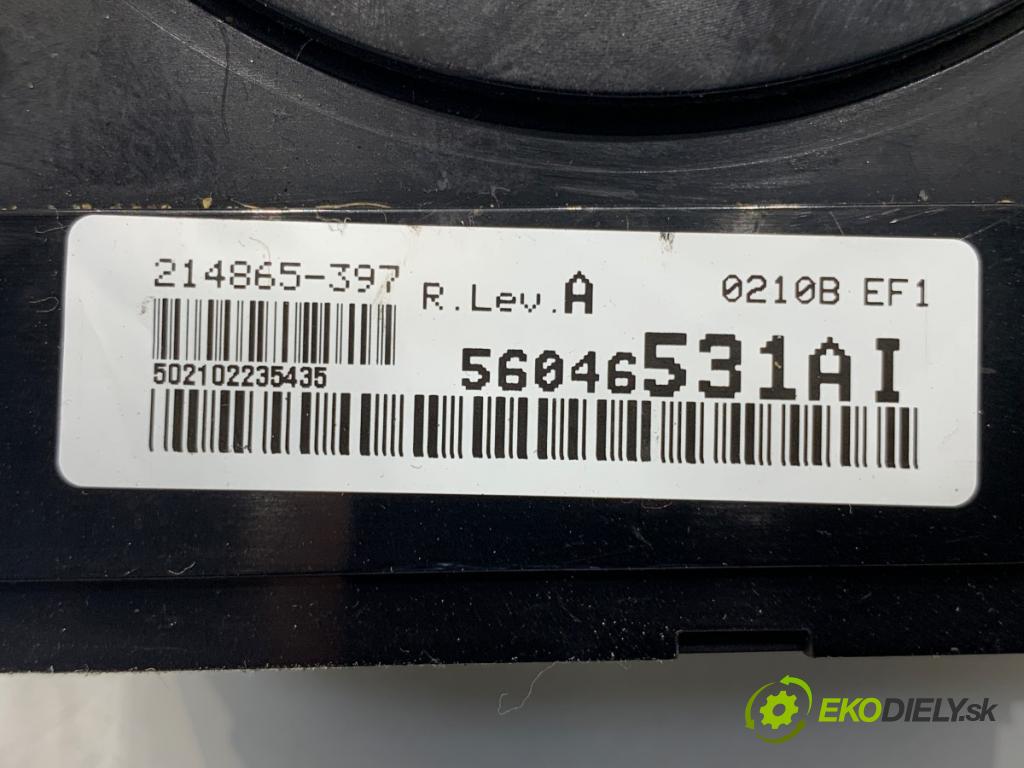 214865-397 R.Lev.A 0210B EF1
502102235435 56046531AI
EKODIELY.sk